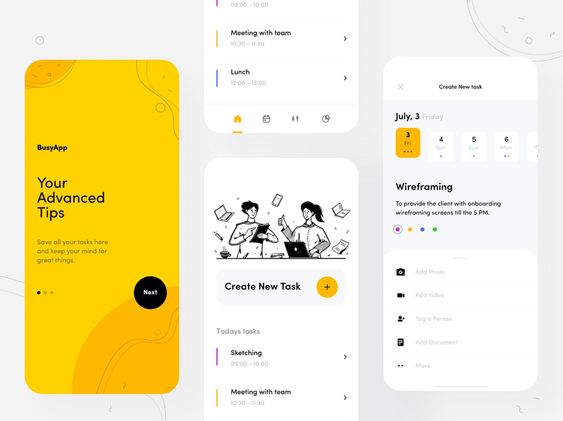 BusyApp
Your
Advanced
Tips
Save all your tasks here
and keep your mind for
great things.
Next
09:00 - 10:00
Meeting with team
10:30 - 11:30
Lunch
12:00 - 13:00
Create New Task
+
Todays tasks
Sketching
09:00 - 10:00
Meeting with team
10:30 - 11:30
Create New task
July, 3 Friday
3 4 5 6
Fri Sat Sun Mon T
Wireframing
To provide the client with onboarding
wireframing screens till the 5 PM.
Add Photo
Add Video
Tag a Person
Add Document
More